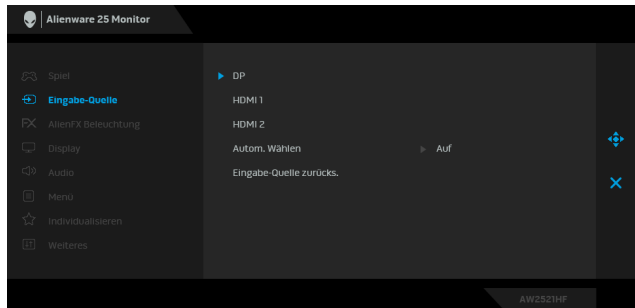 Alienware 25 Monitor
Spiel
Eingabe-Quelle
AlienFX Beleuchtung
Display
Audio
Menü
Individualisieren
Weiteres
DP
HDMI 1
HDMI 2
Autom. Wählen Auf
Eingabe-Quelle zurücks.
AW2521HF